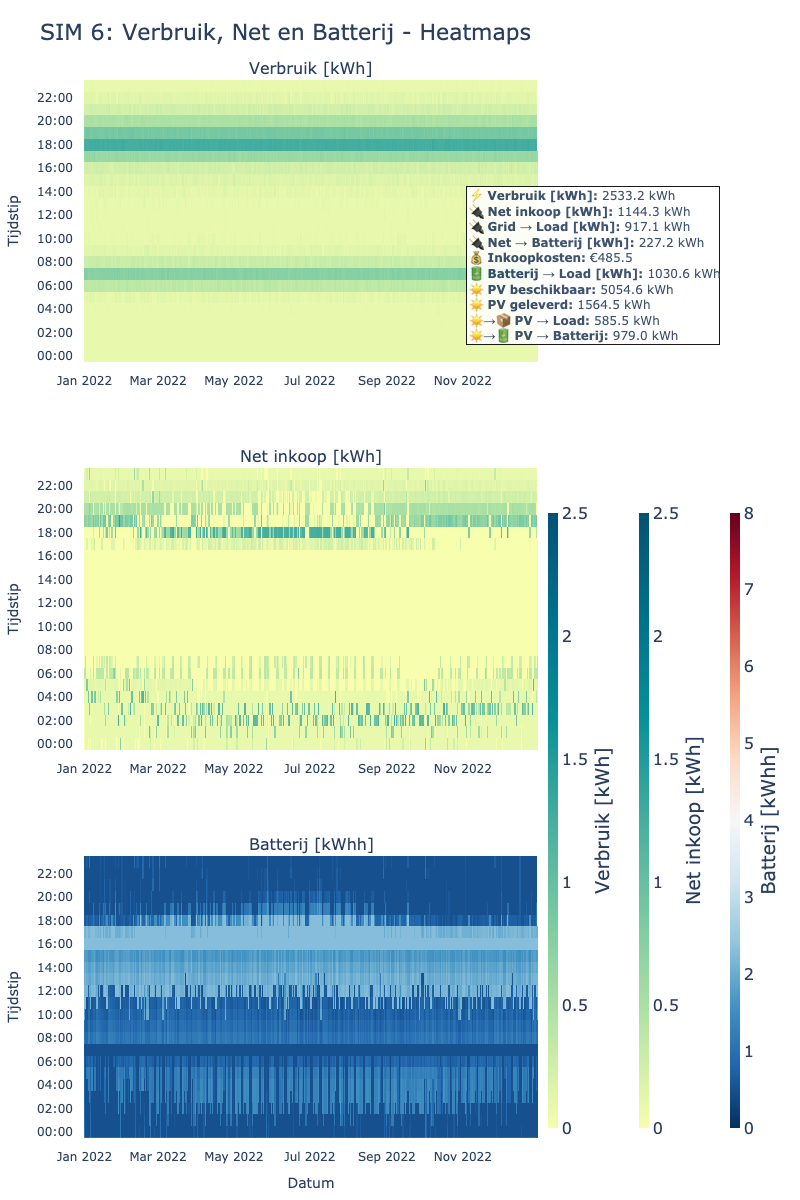 SIM 6: Verbruik, Net en Batterij - Heatmaps
Verbruik [kWh]
22:00
20:00
18:00
16:00
14:00
12:00
10:00
08:00
06:00
04:00
02:00
00:00
Tijdstip
Jan 2022 Mar 2022 May 2022 Jul 2022 Sep 2022 Nov 2022
⚡ Verbruik [kWh]: 2533.2 kWh
🔌 Net inkoop [kWh]: 1144.3 kWh
🔌 Grid → Load [kWh]: 917.1 kWh
🔌 Net → Batterij [kWh]: 227.2 kWh
💰 Inkoopkosten: €485.5
🔋 Batterij → Load [kWh]: 1030.6 kWh
☀️ PV beschikbaar: 5054.6 kWh
☀️ PV geleverd: 1564.5 kWh
☀️→📦 PV → Load: 585.5 kWh
☀️→🔋 PV → Batterij: 979.0 kWh
Net inkoop [kWh]
22:00
20:00
18:00
16:00
14:00
12:00
10:00
08:00
06:00
04:00
02:00
00:00
Tijdstip
Jan 2022 Mar 2022 May 2022 Jul 2022 Sep 2022 Nov 2022
Batterij [kWhh]
22:00
20:00
18:00
16:00
14:00
12:00
10:00
08:00
06:00
04:00
02:00
00:00
Tijdstip
Jan 2022 Mar 2022 May 2022 Jul 2022 Sep 2022 Nov 2022
Datum
2.5
2
1.5
1
0.5
0
Verbruik [kWh]
2.5
2
1.5
1
0.5
0
Net inkoop [kWh]
8
7
6
5
4
3
2
1
0
Batterij [kWhh]